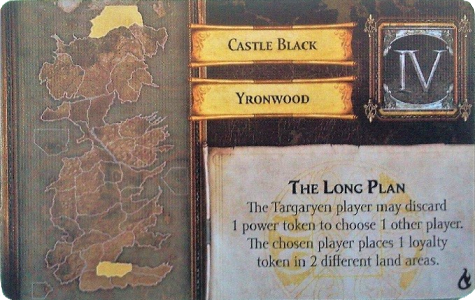 Castle Black
IV
Yronwood
The Long Plan
The Targaryen player may discard
1 power token to choose 1 other player.
The chosen player places 1 loyalty
token in 2 different land areas.